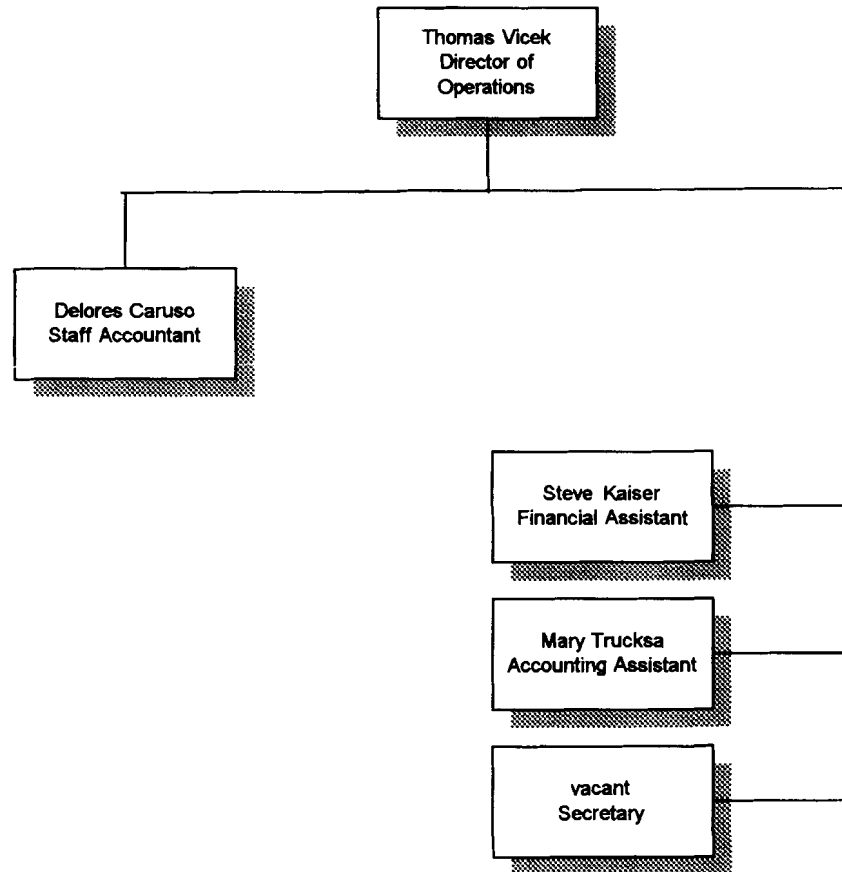 Thomas Vicek
Director of
Operations
Delores Caruso
Staff Accountant
Steve Kaiser
Financial Assistant
Mary Trucksa
Accounting Assistant
vacant
Secretary